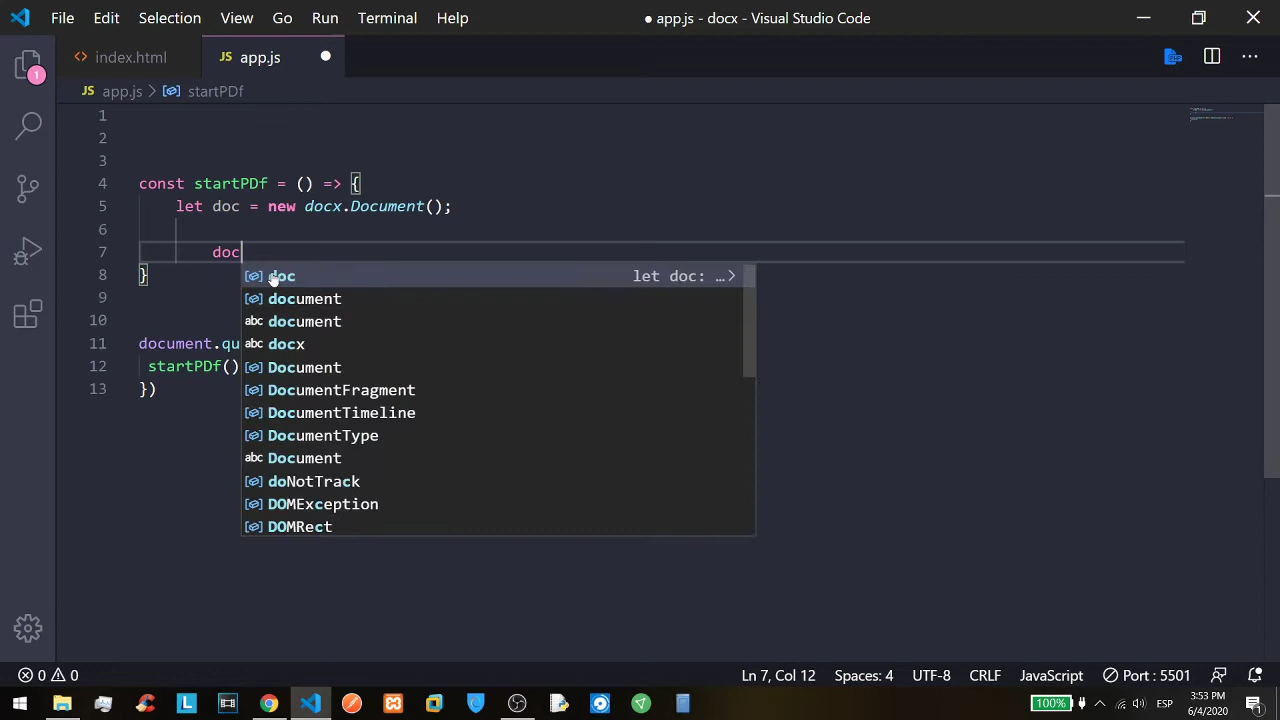 File Edit Selection View Go Run Terminal Help ● app.js - docx - Visual Studio Code
1
<> index.html JS app.js
JS app.js > startPDf
1
2
3
4 const startPDf = () => {
5 let doc = new docx.Document();
6
7 doc
8 }
doc let doc: …>
9
document
10
document
11 document.qu
docx
12 startPDf()
Document
13 })
DocumentFragment
DocumentTimeline
DocumentType
Document
doNotTrack
DOMException
DOMRect
0 0 Ln 7, Col 12 Spaces: 4 UTF-8 CRLF JavaScript Port : 5501
L 100% ESP 3:53 PM
6/4/2020